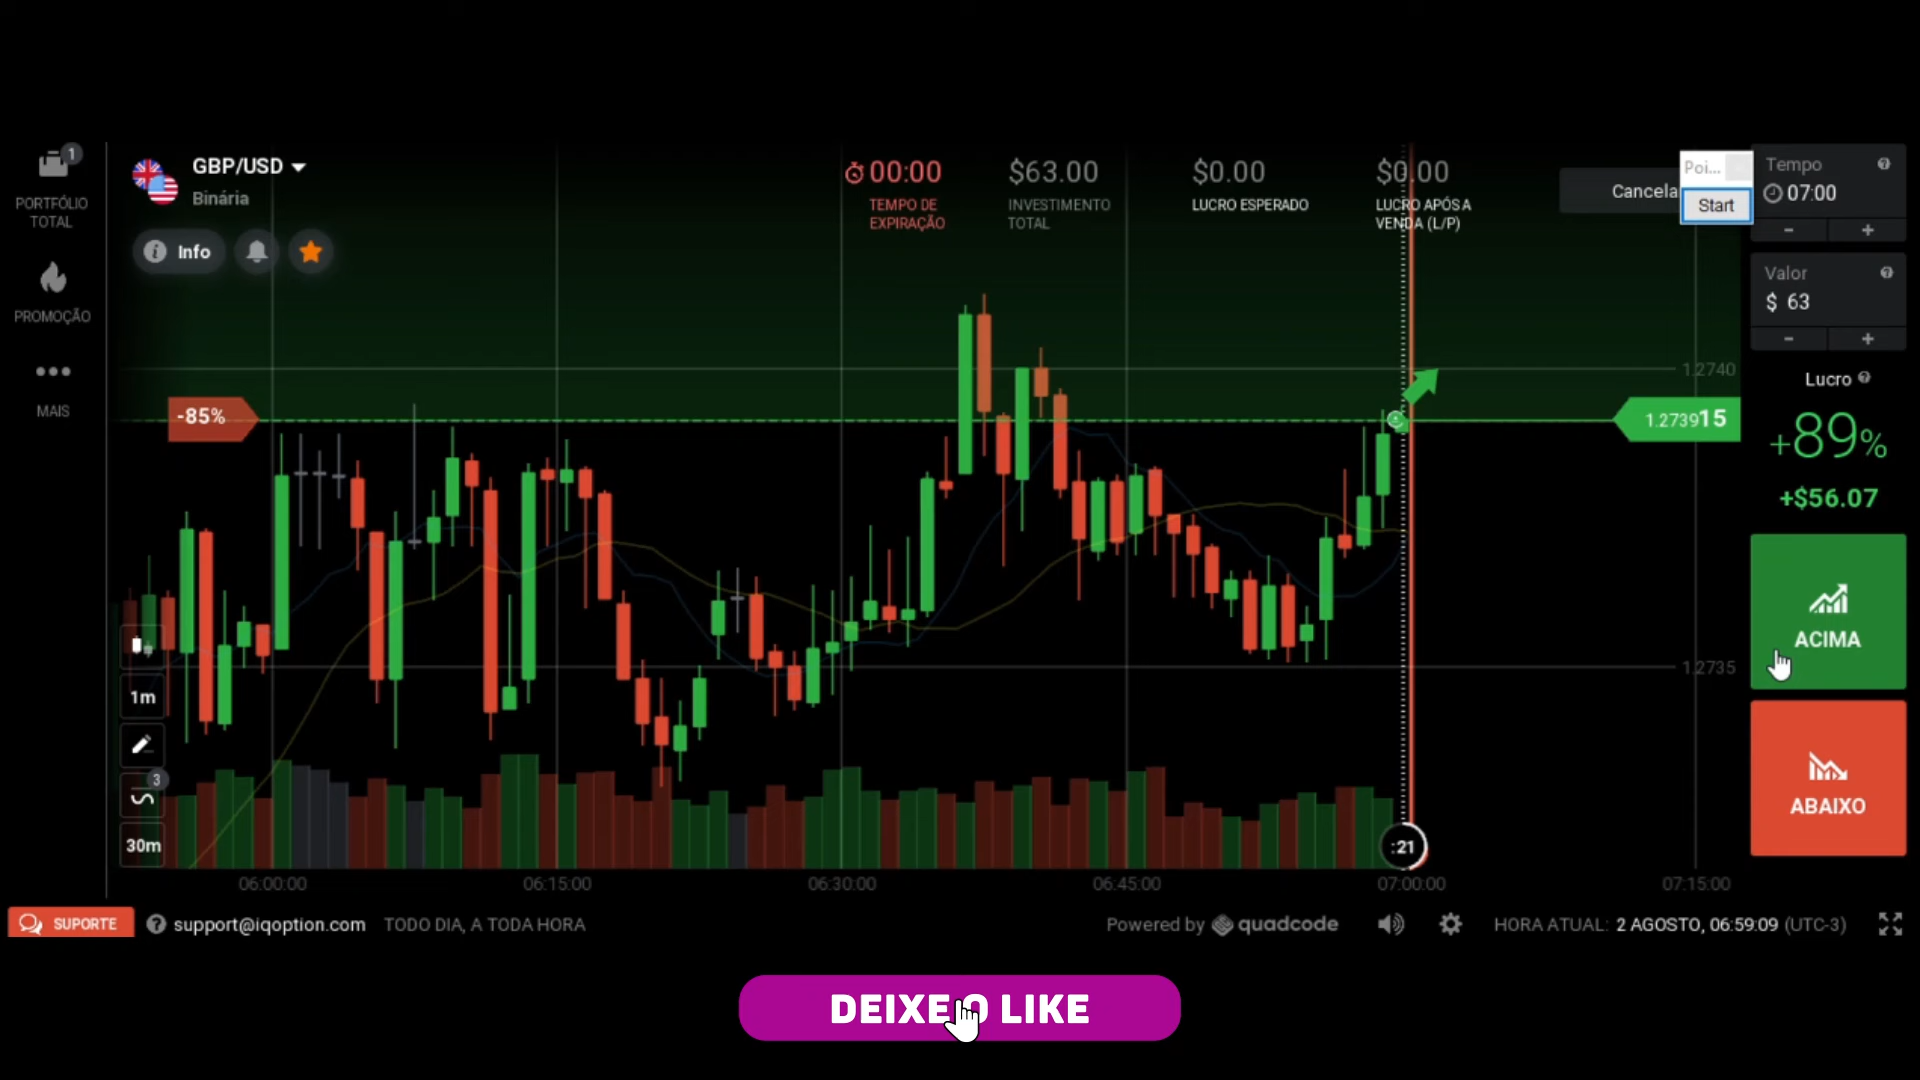 PORTFÓLIO
TOTAL
1
PROMOÇÃO
MAIS
GBP/USD
Binária
Info
00:00
TEMPO DE
EXPIRAÇÃO
$63.00
INVESTIMENTO
TOTAL
$0.00
LUCRO ESPERADO
$0.00
LUCRO APÓS A
VENDA (L/P)
Cancela
Poi...
Start
Tempo
07:00
- +
Valor
$ 63
- +
Lucro
+89%
+$56.07
ACIMA
ABAIXO
-85%
1.2740
1.273915
1.2735
1m
3
30m
:21
06:00:00 06:15:00 06:30:00 06:45:00 07:00:00 07:15:00
SUPORTE support@iqoption.com TODO DIA, A TODA HORA Powered by quadcode HORA ATUAL: 2 AGOSTO, 06:59:09 (UTC-3)
DEIXE O LIKE